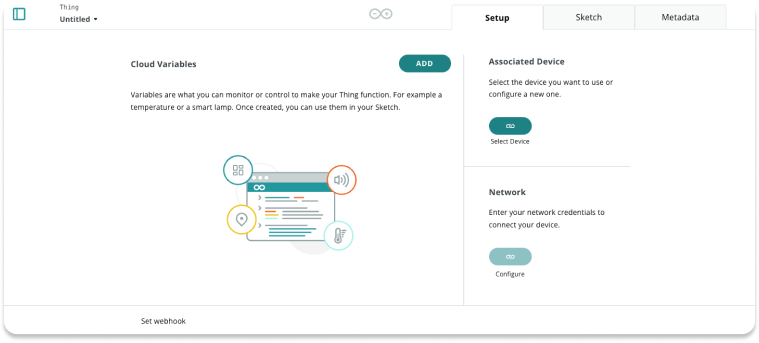 Thing
Untitled
Setup
Sketch
Metadata
Cloud Variables
ADD
Variables are what you can monitor or control to make your Thing function. For example a
temperature or a smart lamp. Once created, you can use them in your Sketch.
Associated Device
Select the device you want to use or
configure a new one.
Select Device
Network
Enter your network credentials to
connect your device.
Configure
Set webhook